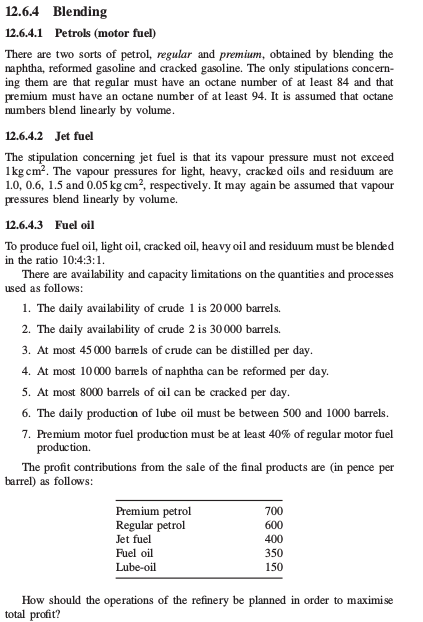 12.6.4 Blending
12.6.4.1 Petrols (motor fuel)
There are two sorts of petrol, regular and premium, obtained by blending the
naphtha, reformed gasoline and cracked gasoline. The only stipulations concern-
ing them are that regular must have an octane number of at least 84 and that
premium must have an octane number of at least 94. It is assumed that octane
numbers blend linearly by volume.
12.6.4.2 Jet fuel
The stipulation concerning jet fuel is that its vapour pressure must not exceed
1 kg cm². The vapour pressures for light, heavy, cracked oils and residuum are
1.0, 0.6, 1.5 and 0.05 kg cm², respectively. It may again be assumed that vapour
pressures blend linearly by volume.
12.6.4.3 Fuel oil
To produce fuel oil, light oil, cracked oil, heavy oil and residuum must be blended
in the ratio 10:4:3:1.
There are availability and capacity limitations on the quantities and processes
used as follows:
1. The daily availability of crude 1 is 20 000 barrels.
2. The daily availability of crude 2 is 30 000 barrels.
3. At most 45 000 barrels of crude can be distilled per day.
4. At most 10 000 barrels of naphtha can be reformed per day.
5. At most 8000 barrels of oil can be cracked per day.
6. The daily production of lube oil must be between 500 and 1000 barrels.
7. Premium motor fuel production must be at least 40% of regular motor fuel
production.
The profit contributions from the sale of the final products are (in pence per
barrel) as follows:
Premium petrol 700
Regular petrol 600
Jet fuel 400
Fuel oil 350
Lube-oil 150
How should the operations of the refinery be planned in order to maximise
total profit?